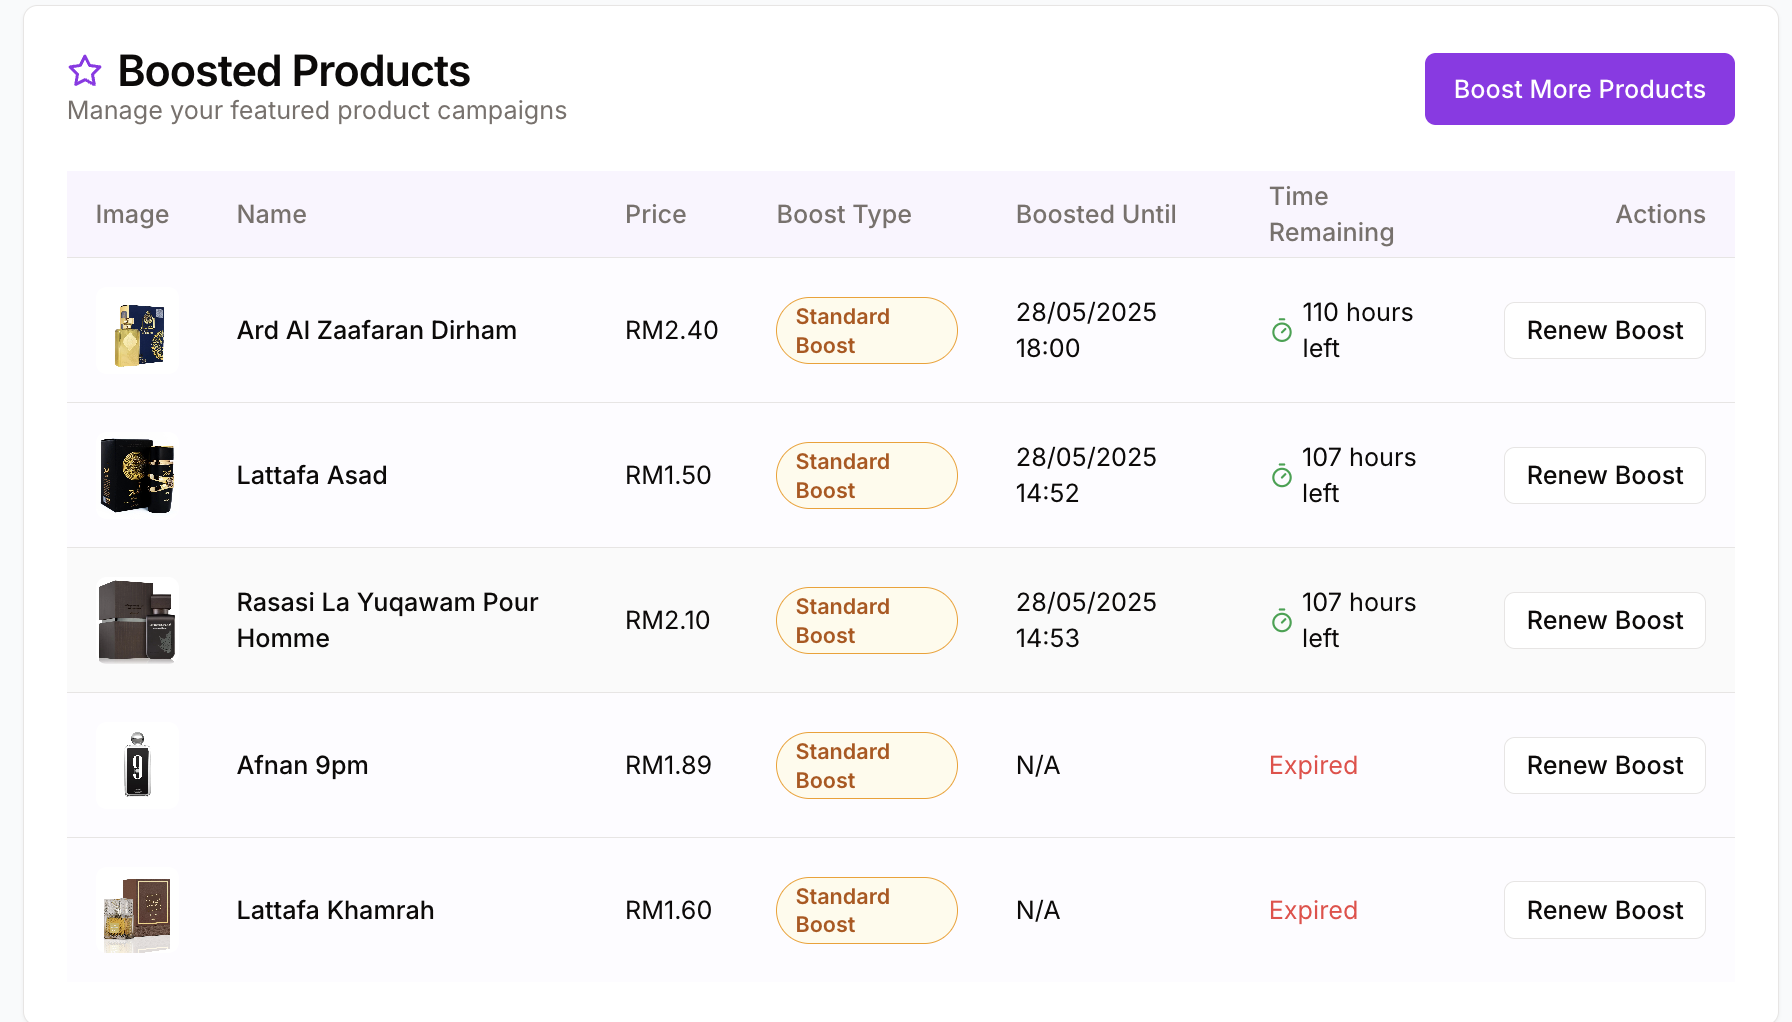 Boosted Products
Manage your featured product campaigns
Boost More Products
Image
Name
Price
Boost Type
Boosted Until
Time
Remaining
Actions
Ard Al Zaafaran Dirham
RM2.40
Standard
Boost
28/05/2025
18:00
110 hours
left
Renew Boost
Lattafa Asad
RM1.50
Standard
Boost
28/05/2025
14:52
107 hours
left
Renew Boost
Rasasi La Yuqawam Pour
Homme
RM2.10
Standard
Boost
28/05/2025
14:53
107 hours
left
Renew Boost
9
Afnan 9pm
RM1.89
Standard
Boost
N/A
Expired
Renew Boost
Lattafa Khamrah
RM1.60
Standard
Boost
N/A
Expired
Renew Boost